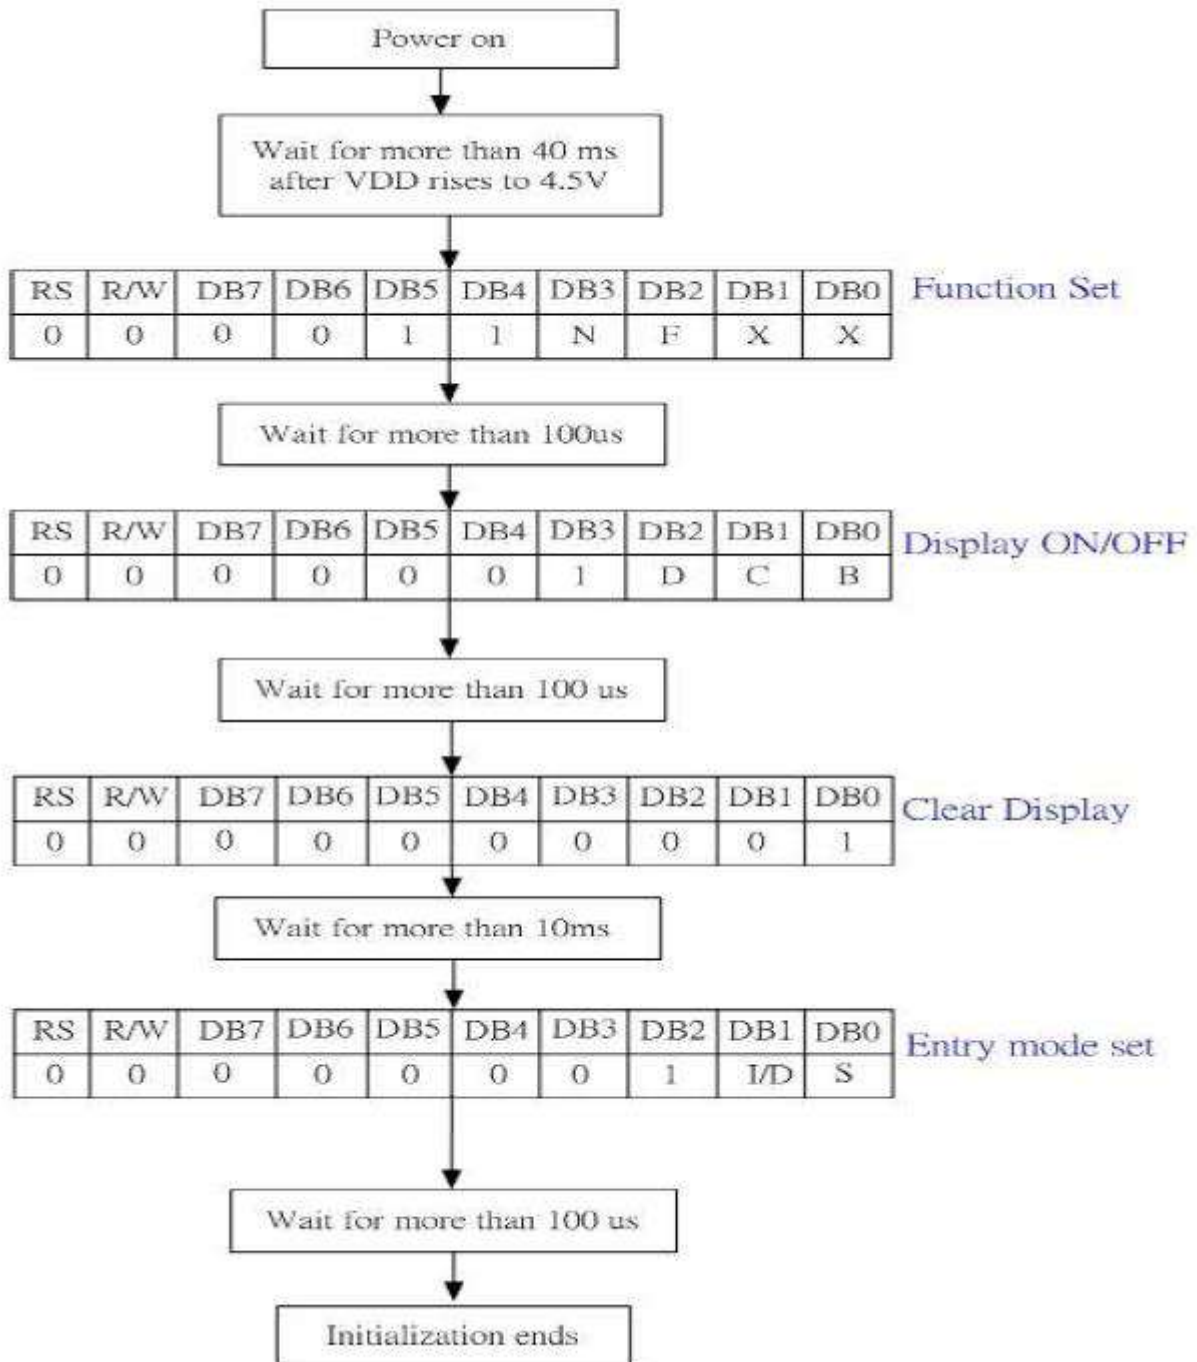 Power on
Wait for more than 40 ms
after VDD rises to 4.5V
RS R/W DB7 DB6 DB5 DB4 DB3 DB2 DB1 DB0 Function Set
0 0 0 0 1 1 N F X X
Wait for more than 100us
RS R/W DB7 DB6 DB5 DB4 DB3 DB2 DB1 DB0 Display ON/OFF
0 0 0 0 0 0 1 D C B
Wait for more than 100 us
RS R/W DB7 DB6 DB5 DB4 DB3 DB2 DB1 DB0 Clear Display
0 0 0 0 0 0 0 0 0 1
Wait for more than 10ms
RS R/W DB7 DB6 DB5 DB4 DB3 DB2 DB1 DB0 Entry mode set
0 0 0 0 0 0 0 1 I/D S
Wait for more than 100 us
Initialization ends